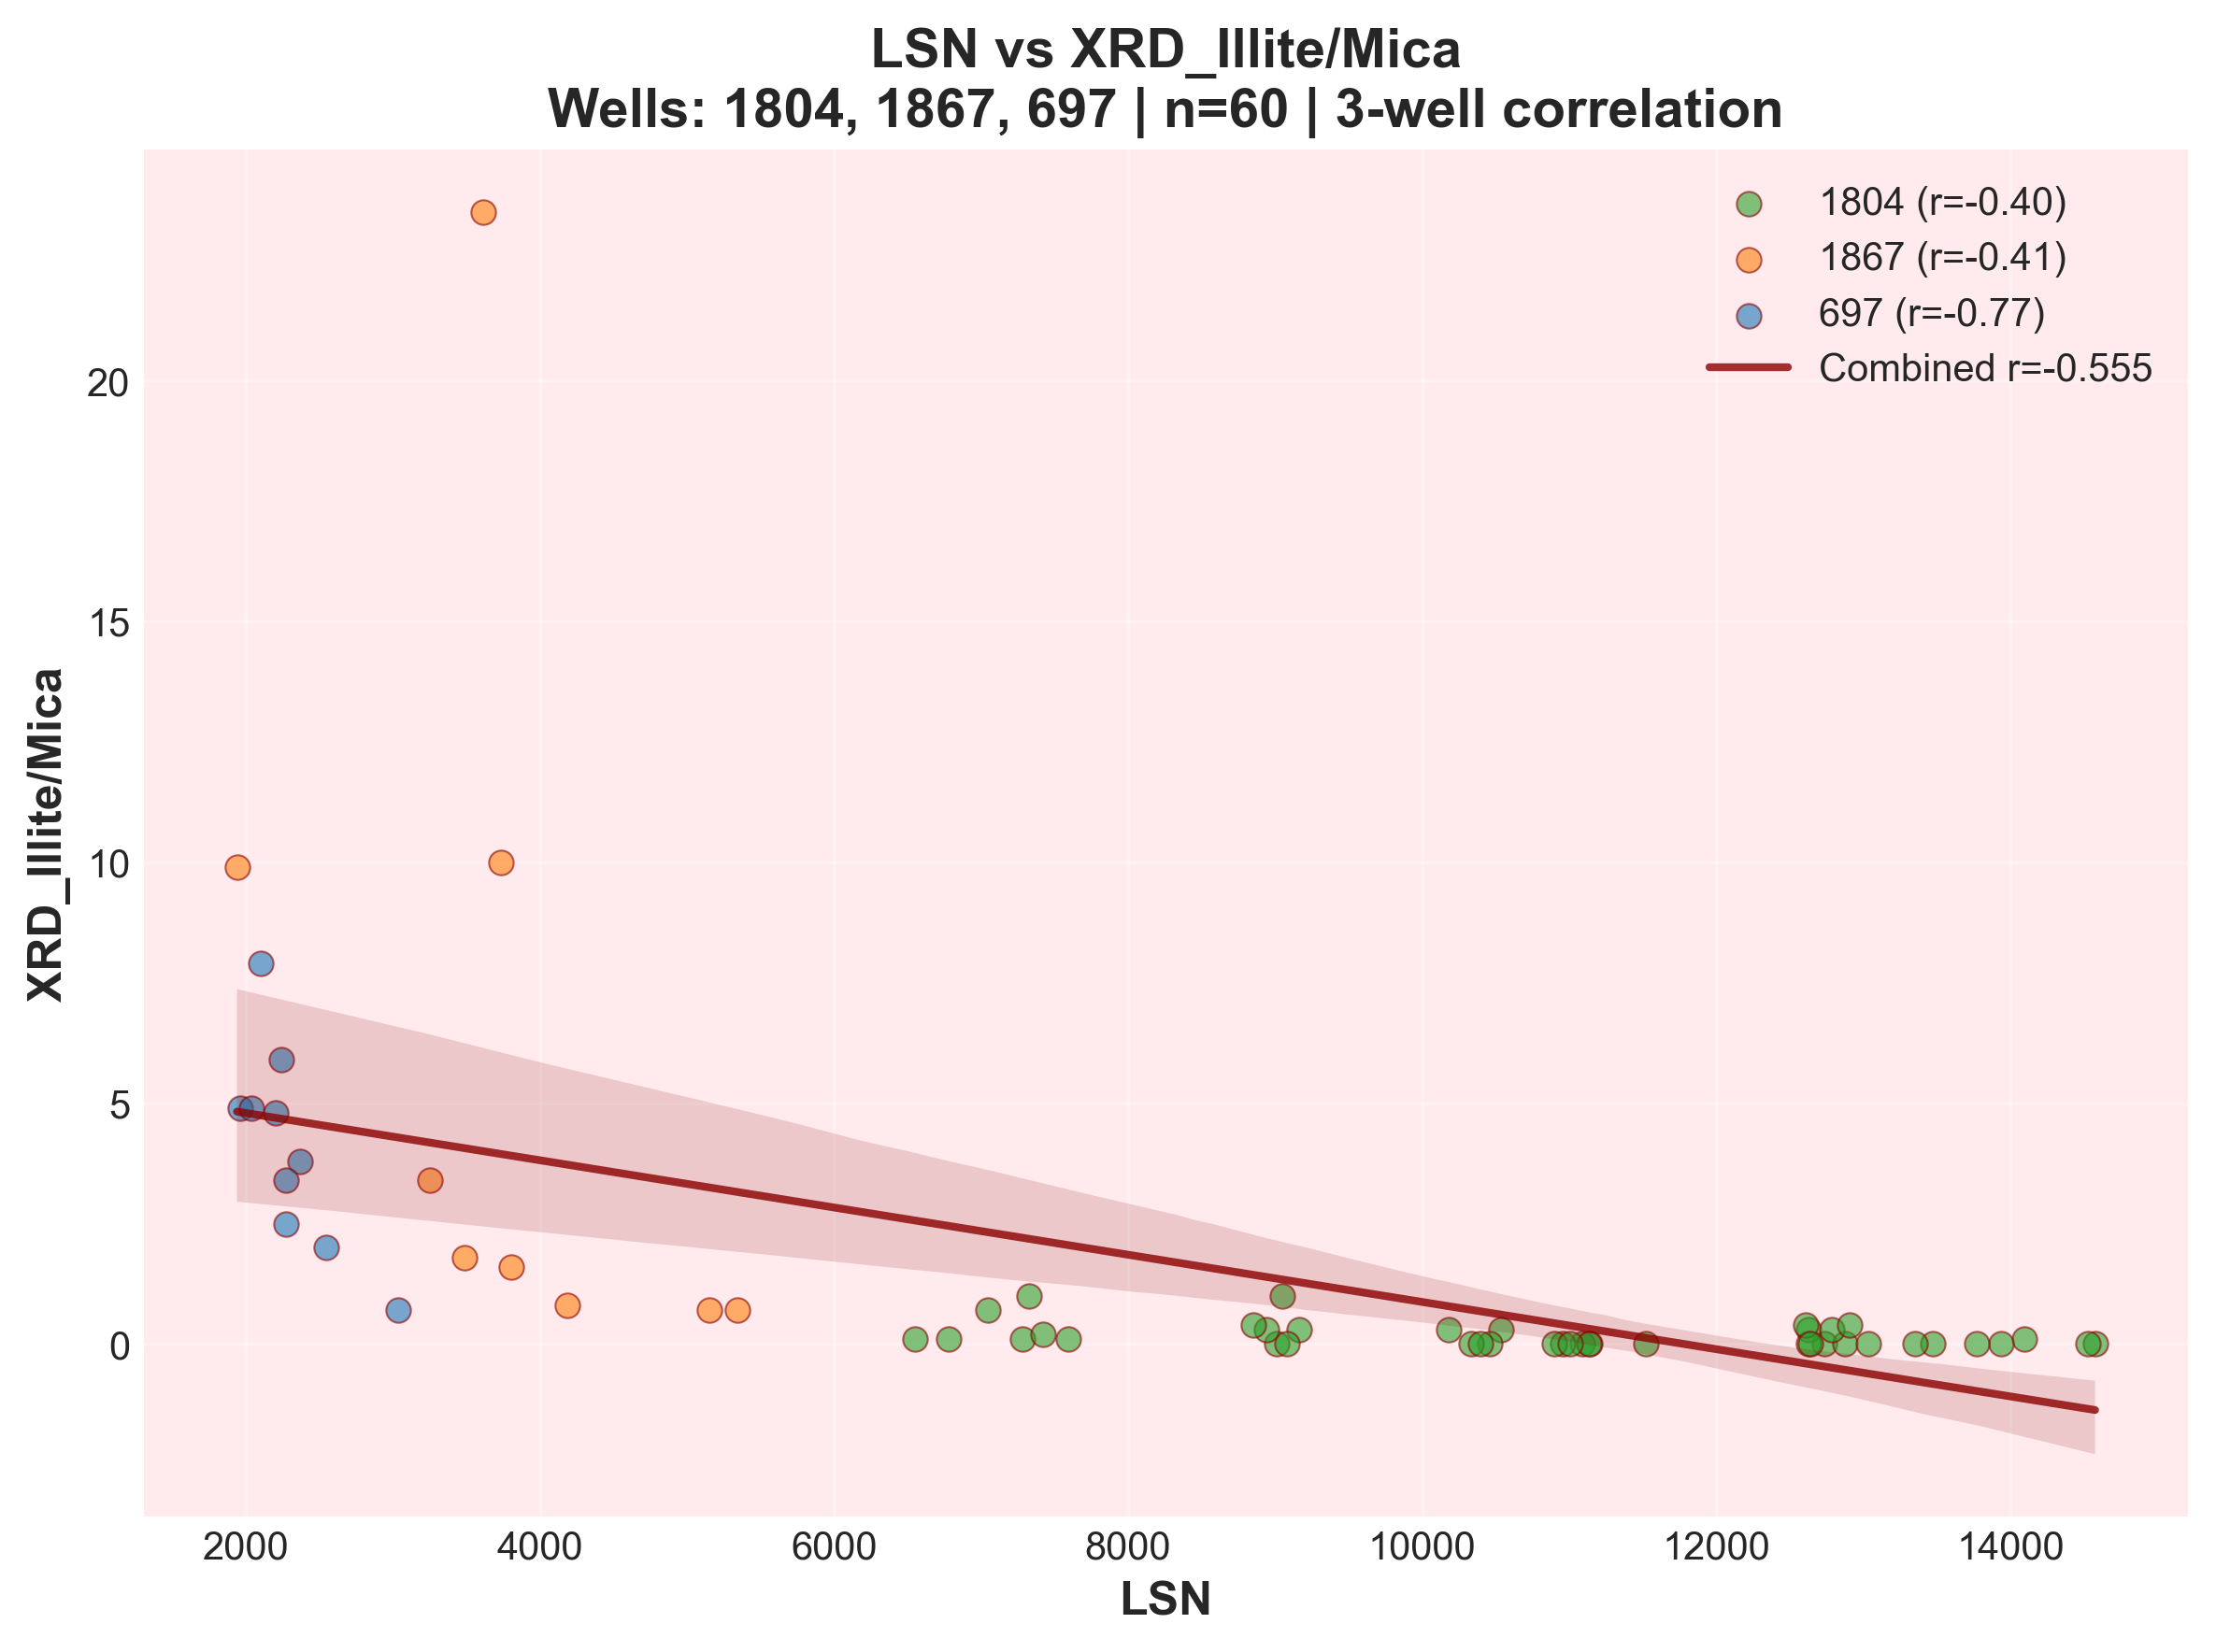 LSN vs XRD_Illite/Mica
Wells: 1804, 1867, 697 | n=60 | 3-well correlation
1804 (r=-0.40)
1867 (r=-0.41)
697 (r=-0.77)
Combined r=-0.555
XRD_Illite/Mica
20
15
10
5
0
2000 4000 6000 8000 10000 12000 14000
LSN